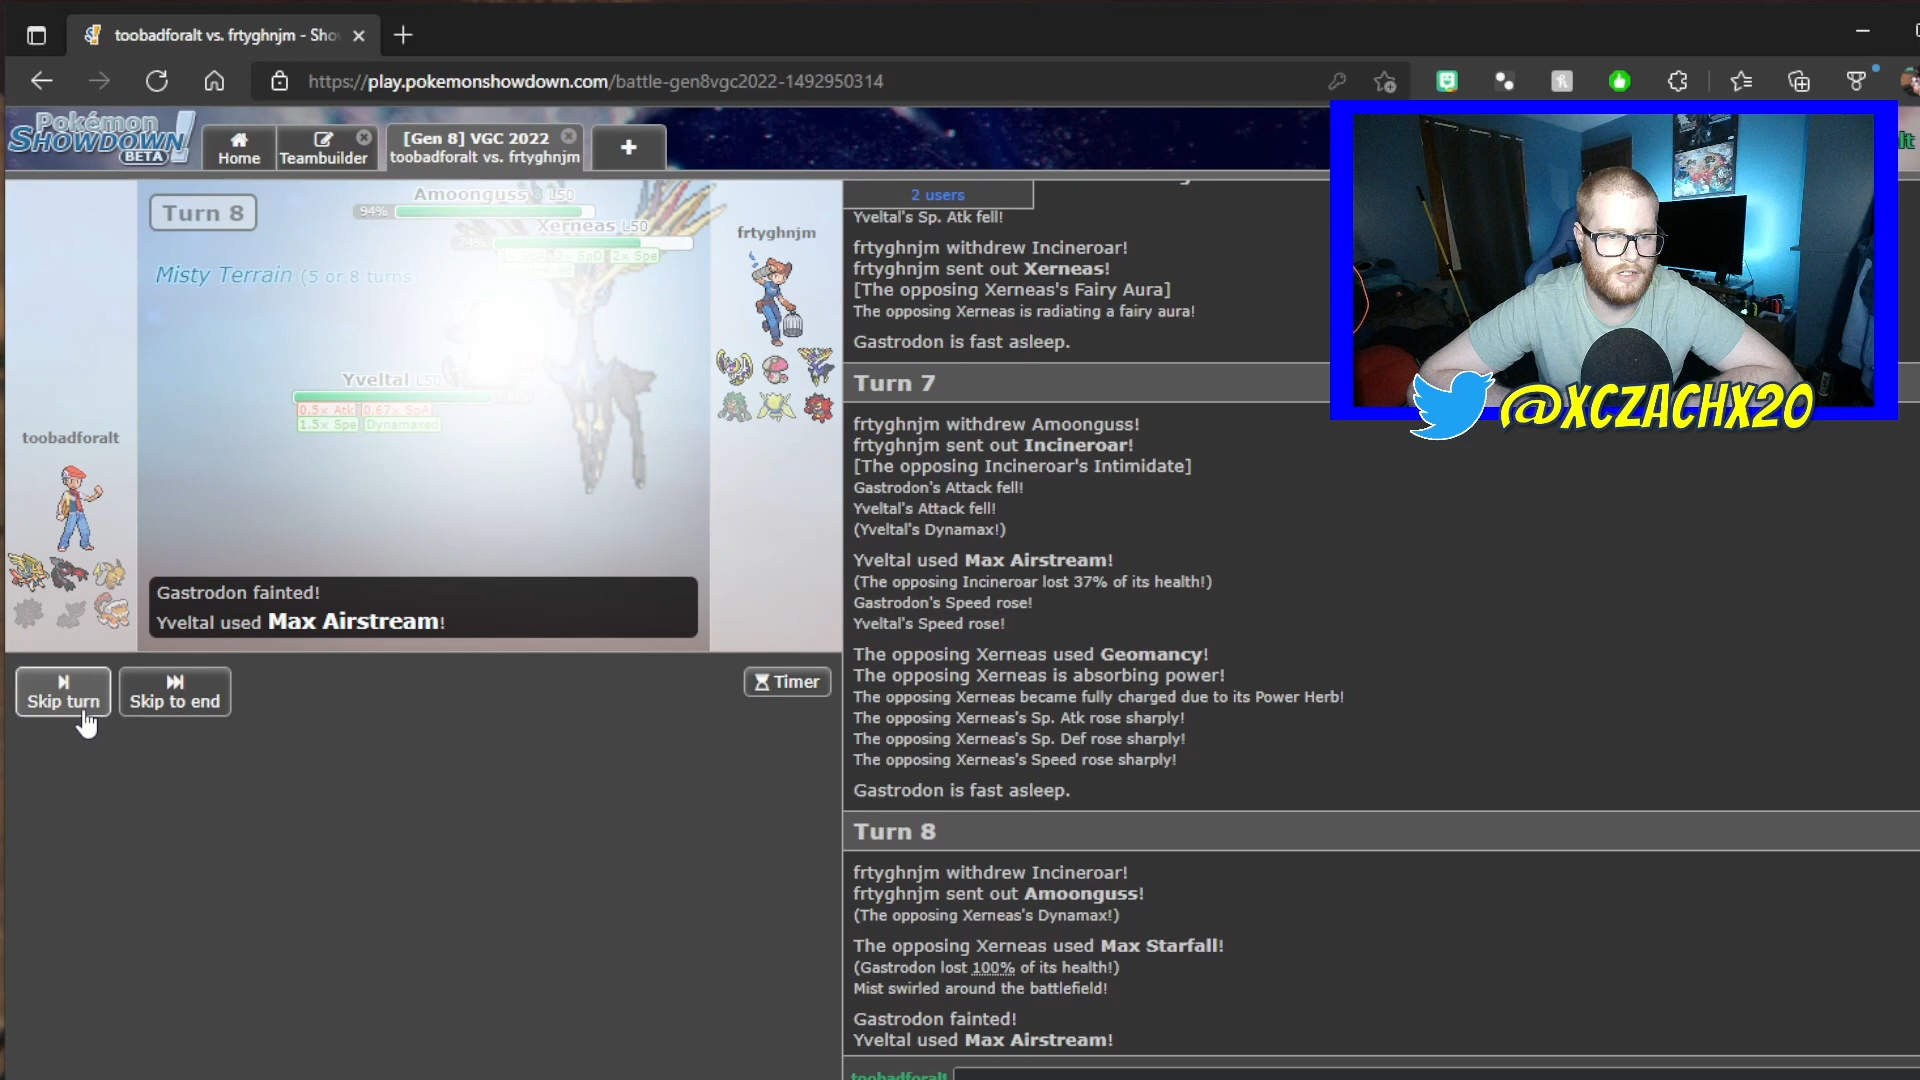 toobadforalt vs. frtyghnjm - Sho
https://play.pokemonshowdown.com/battle-gen8vgc2022-1492950314
Pokémon
SHOWDOWN!
BETA
Home
Teambuilder
[Gen 8] VGC 2022
toobadforalt vs. frtyghnjm
Turn 8
Misty Terrain (5 or 8 turns)
Amoonguss L50
94%
Xerneas L50
74%
2x Spe
Yveltal L50
0.5x Atk 0.67x SpA
1.5x Spe Dynamaxed
frtyghnjm
toobadforalt
Gastrodon fainted!
Yveltal used Max Airstream!
Skip turn
Skip to end
Timer
2 users
Yveltal's Sp. Atk fell!
frtyghnjm withdrew Incineroar!
frtyghnjm sent out Xerneas!
[The opposing Xerneas's Fairy Aura]
The opposing Xerneas is radiating a fairy aura!
Gastrodon is fast asleep.
Turn 7
frtyghnjm withdrew Amoonguss!
frtyghnjm sent out Incineroar!
[The opposing Incineroar's Intimidate]
Gastrodon's Attack fell!
Yveltal's Attack fell!
(Yveltal's Dynamax!)
Yveltal used Max Airstream!
(The opposing Incineroar lost 37% of its health!)
Gastrodon's Speed rose!
Yveltal's Speed rose!
The opposing Xerneas used Geomancy!
The opposing Xerneas is absorbing power!
The opposing Xerneas became fully charged due to its Power Herb!
The opposing Xerneas's Sp. Atk rose sharply!
The opposing Xerneas's Sp. Def rose sharply!
The opposing Xerneas's Speed rose sharply!
Gastrodon is fast asleep.
Turn 8
frtyghnjm withdrew Incineroar!
frtyghnjm sent out Amoonguss!
(The opposing Xerneas's Dynamax!)
The opposing Xerneas used Max Starfall!
(Gastrodon lost 100% of its health!)
Mist swirled around the battlefield!
Gastrodon fainted!
Yveltal used Max Airstream!
toobadforalt
@XCZACHX20